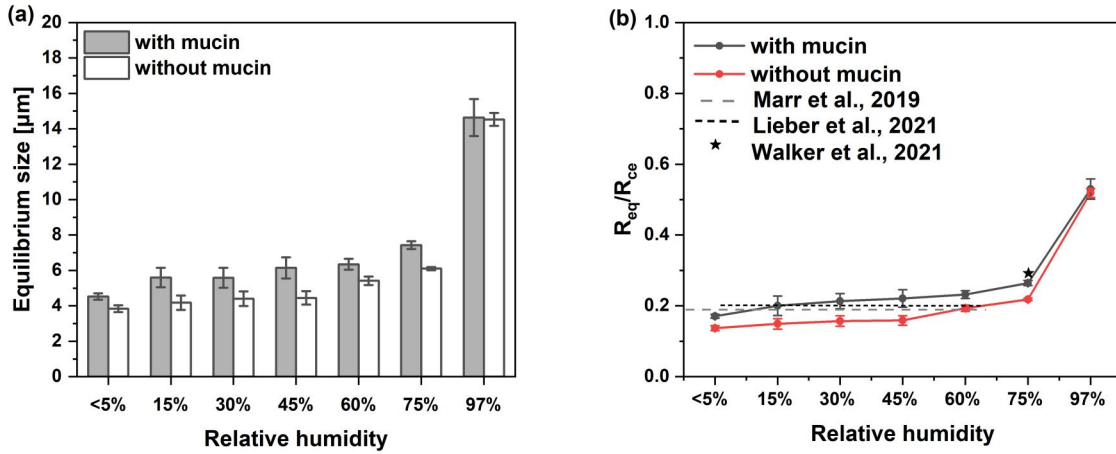 (a)
20
18
16
14
12
10
8
6
4
2
0
Equilibrium size [µm]
with mucin
without mucin
<5% 15% 30% 45% 60% 75% 97%
Relative humidity
(b)
1.0
0.8
0.6
0.4
0.2
0.0
Req/Rce
with mucin
without mucin
Marr et al., 2019
Lieber et al., 2021
Walker et al., 2021
<5% 15% 30% 45% 60% 75% 97%
Relative humidity